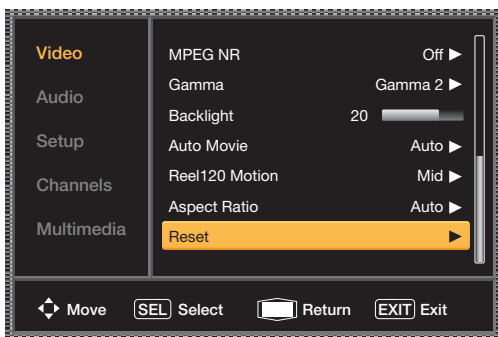 Video
Audio
Setup
Channels
Multimedia
MPEG NR Off
Gamma Gamma 2
Backlight 20
Auto Movie Auto
Reel120 Motion Mid
Aspect Ratio Auto
Reset
Move SEL Select Return EXIT Exit